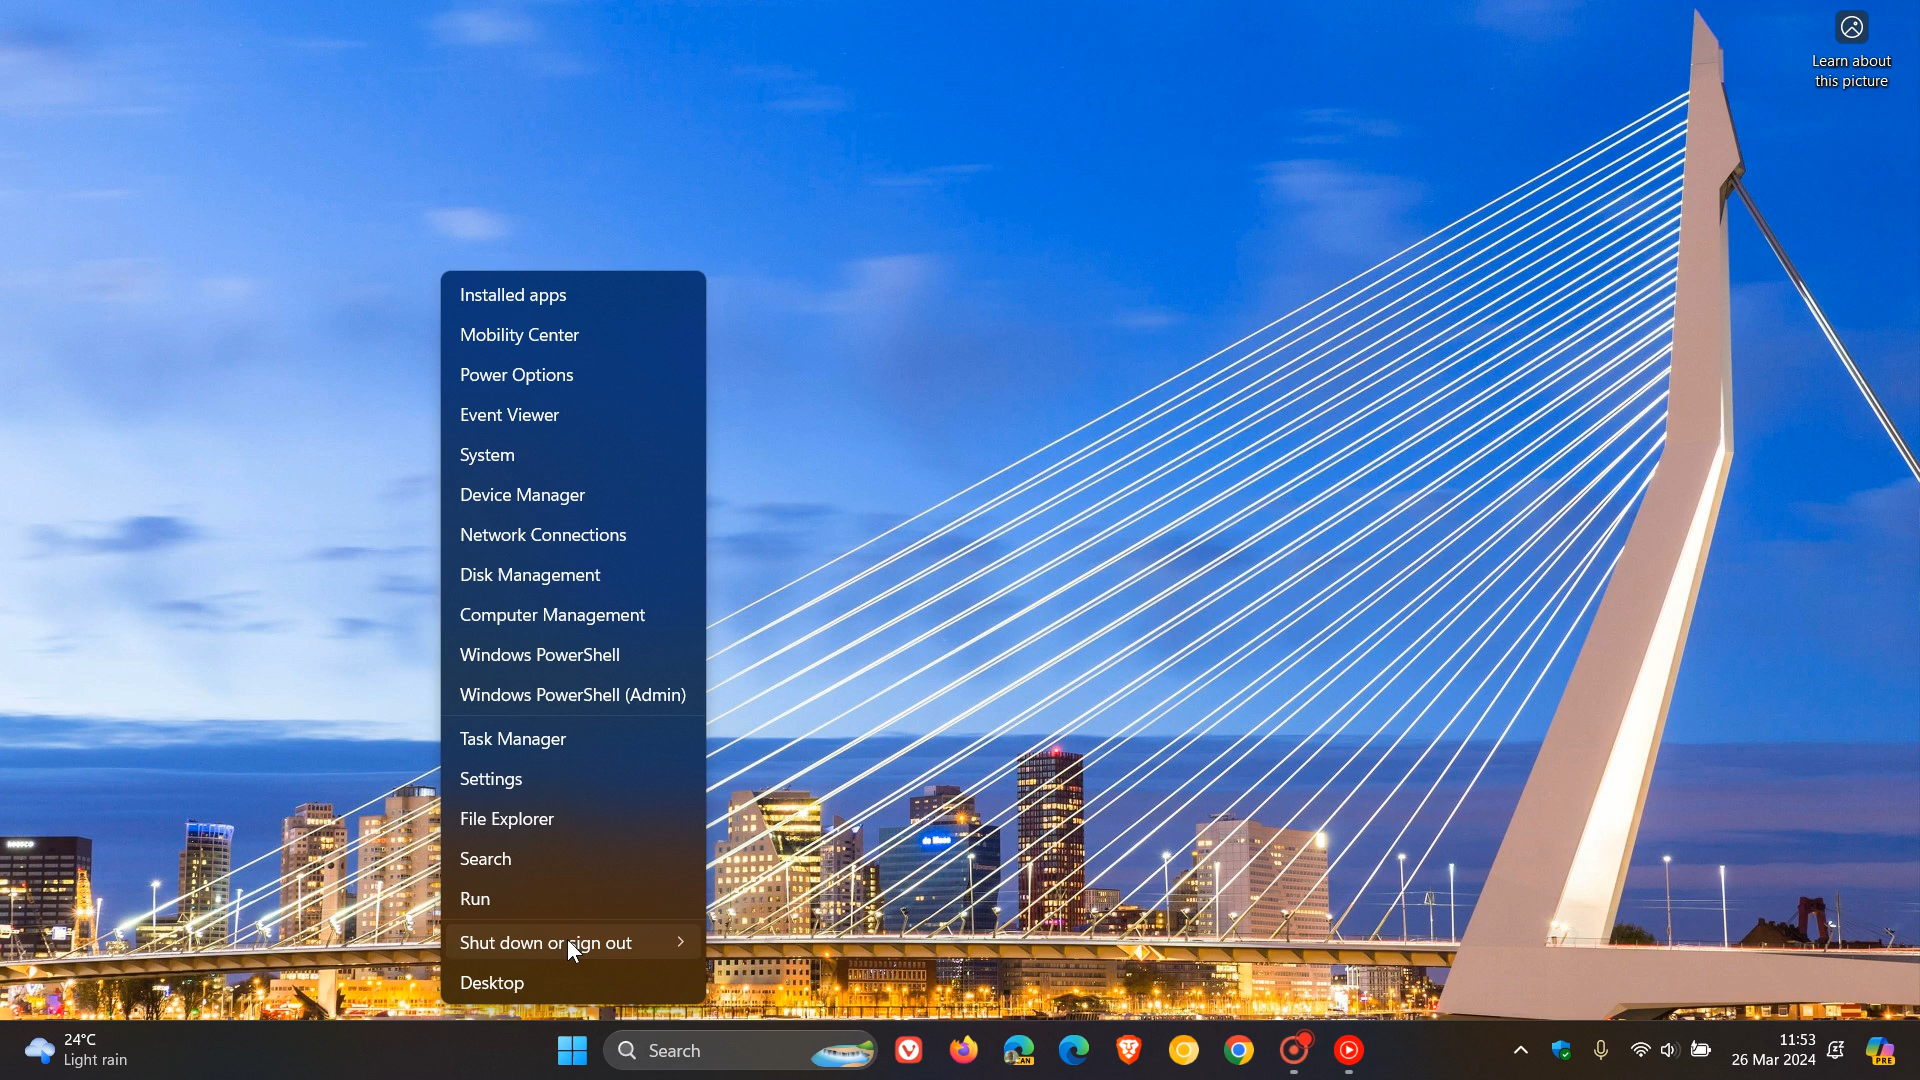 Learn about
this picture
Installed apps
Mobility Center
Power Options
Event Viewer
System
Device Manager
Network Connections
Disk Management
Computer Management
Windows PowerShell
Windows PowerShell (Admin)
Task Manager
Settings
File Explorer
Search
Run
Shut down or sign out
Desktop
24°C
Light rain
Search
CAN
11:53
26 Mar 2024
PRE